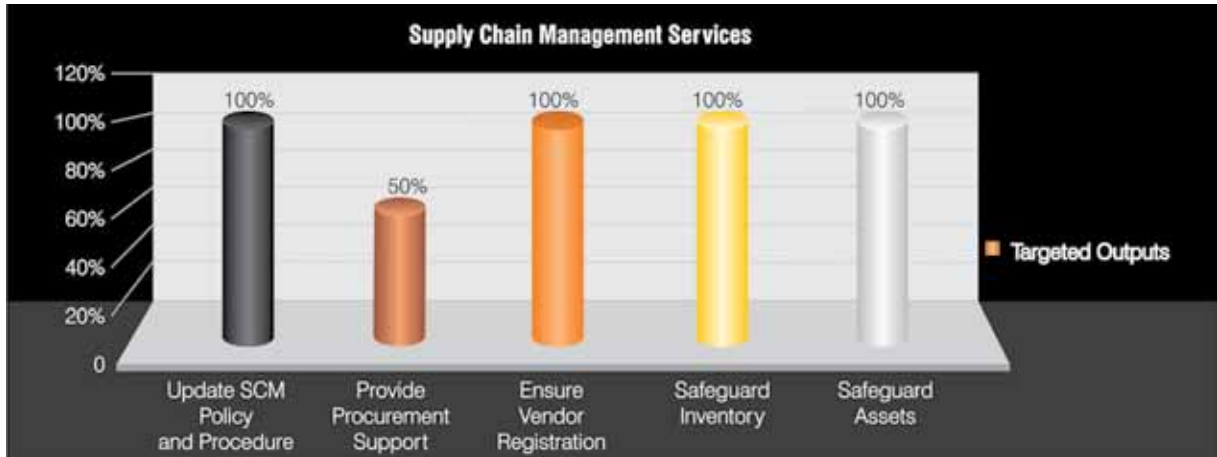 Supply Chain Management Services
120%
100%
80%
60%
40%
20%
0
100%
50%
100%
100%
100%
Targeted Outputs
Update SCM
Policy
and Procedure
Provide
Procurement
Support
Ensure
Vendor
Registration
Safeguard
Inventory
Safeguard
Assets